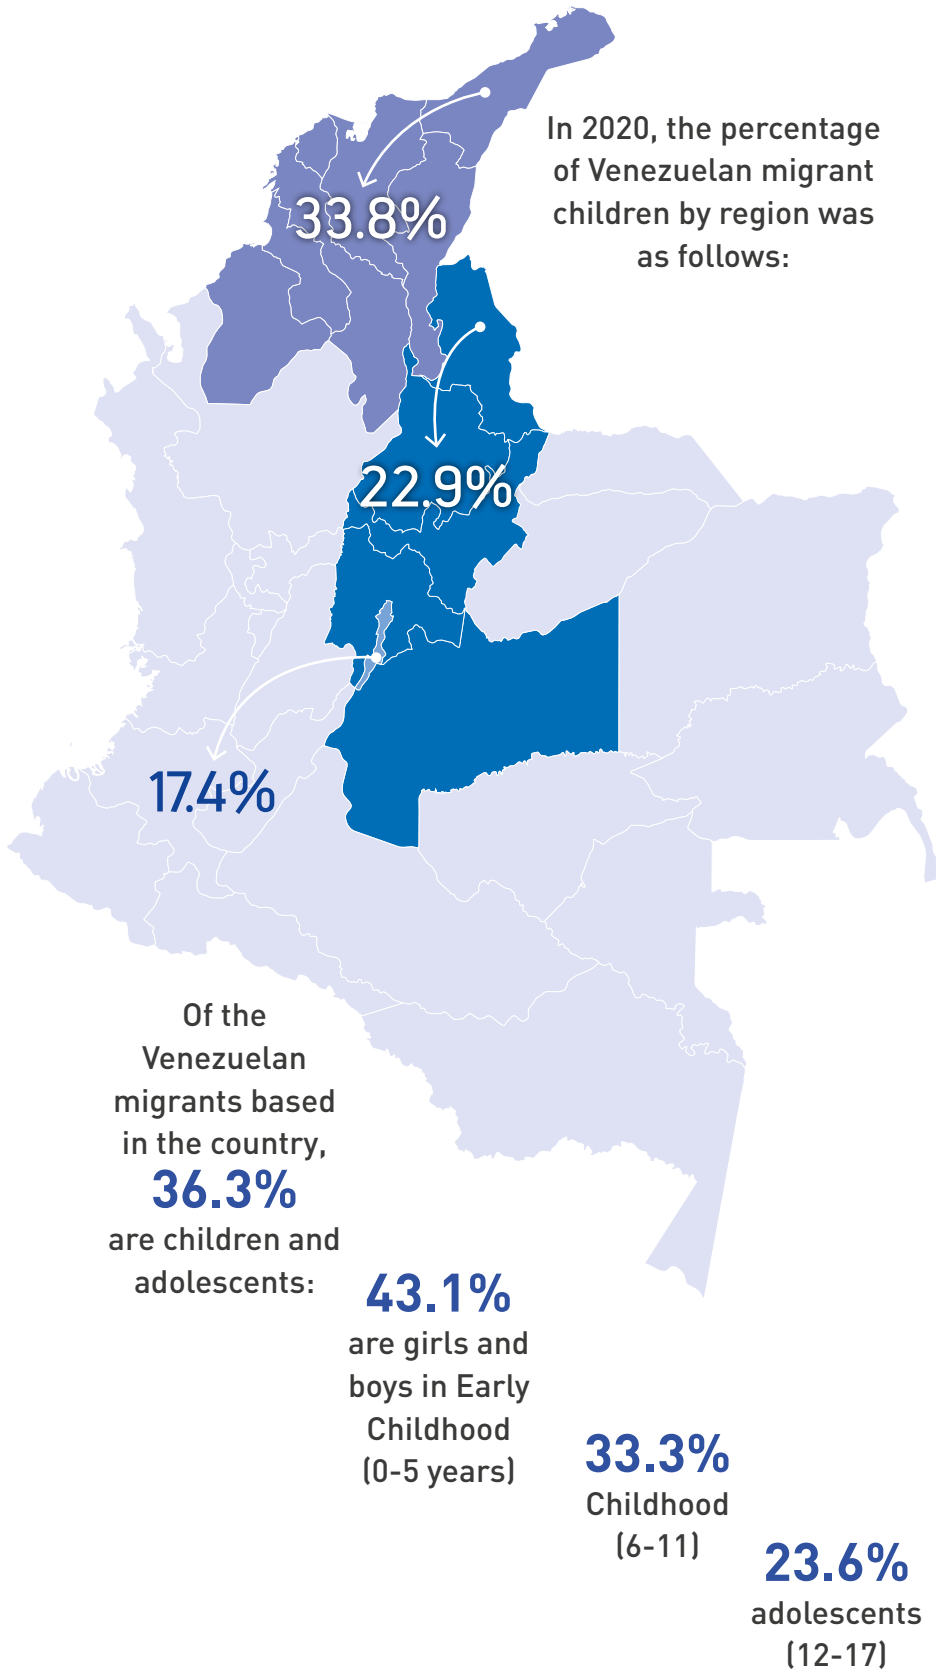 In 2020, the percentage
of Venezuelan migrant
children by region was
as follows:
33.8%
22.9%
17.4%
Of the
Venezuelan
migrants based
in the country,
36.3%
are children and
adolescents:
43.1%
are girls and
boys in Early
Childhood
(0-5 years)
33.3%
Childhood
(6-11)
23.6%
adolescents
(12-17)